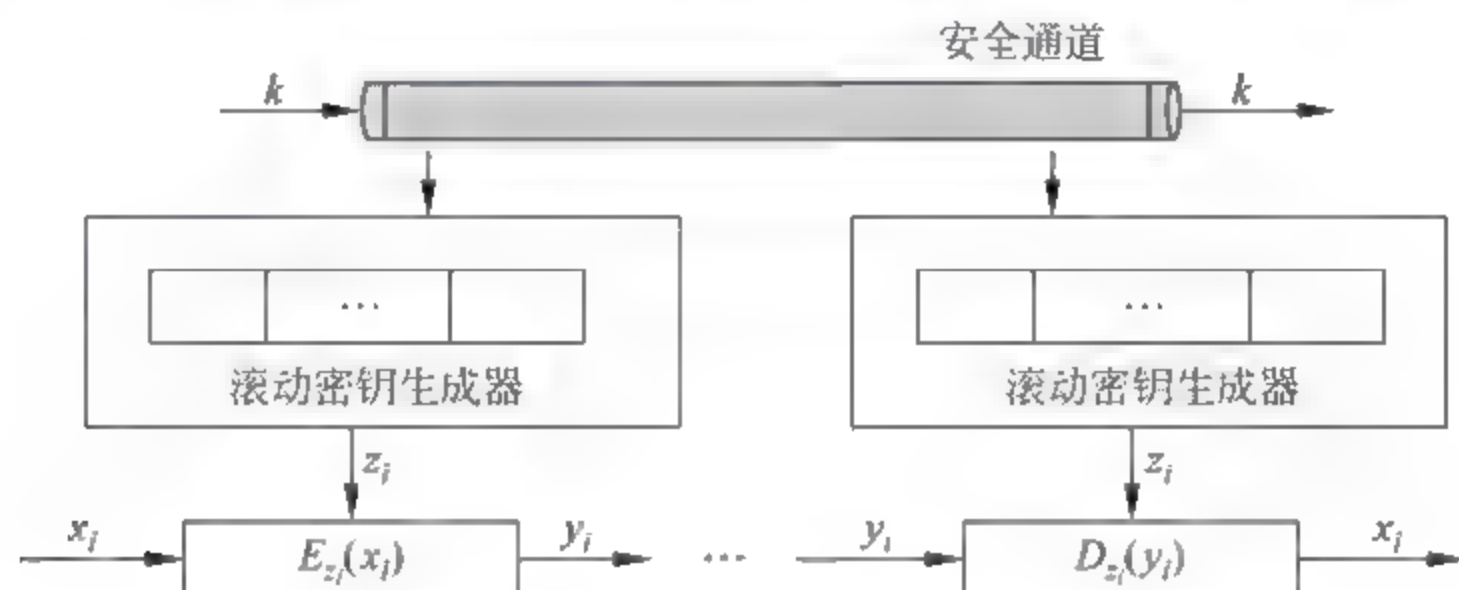 安全通道
k k
… …
滚动密钥生成器 滚动密钥生成器
z_i z_i
x_i E_{z_i}(x_i) y_i … y_i D_{z_i}(y_i) x_i